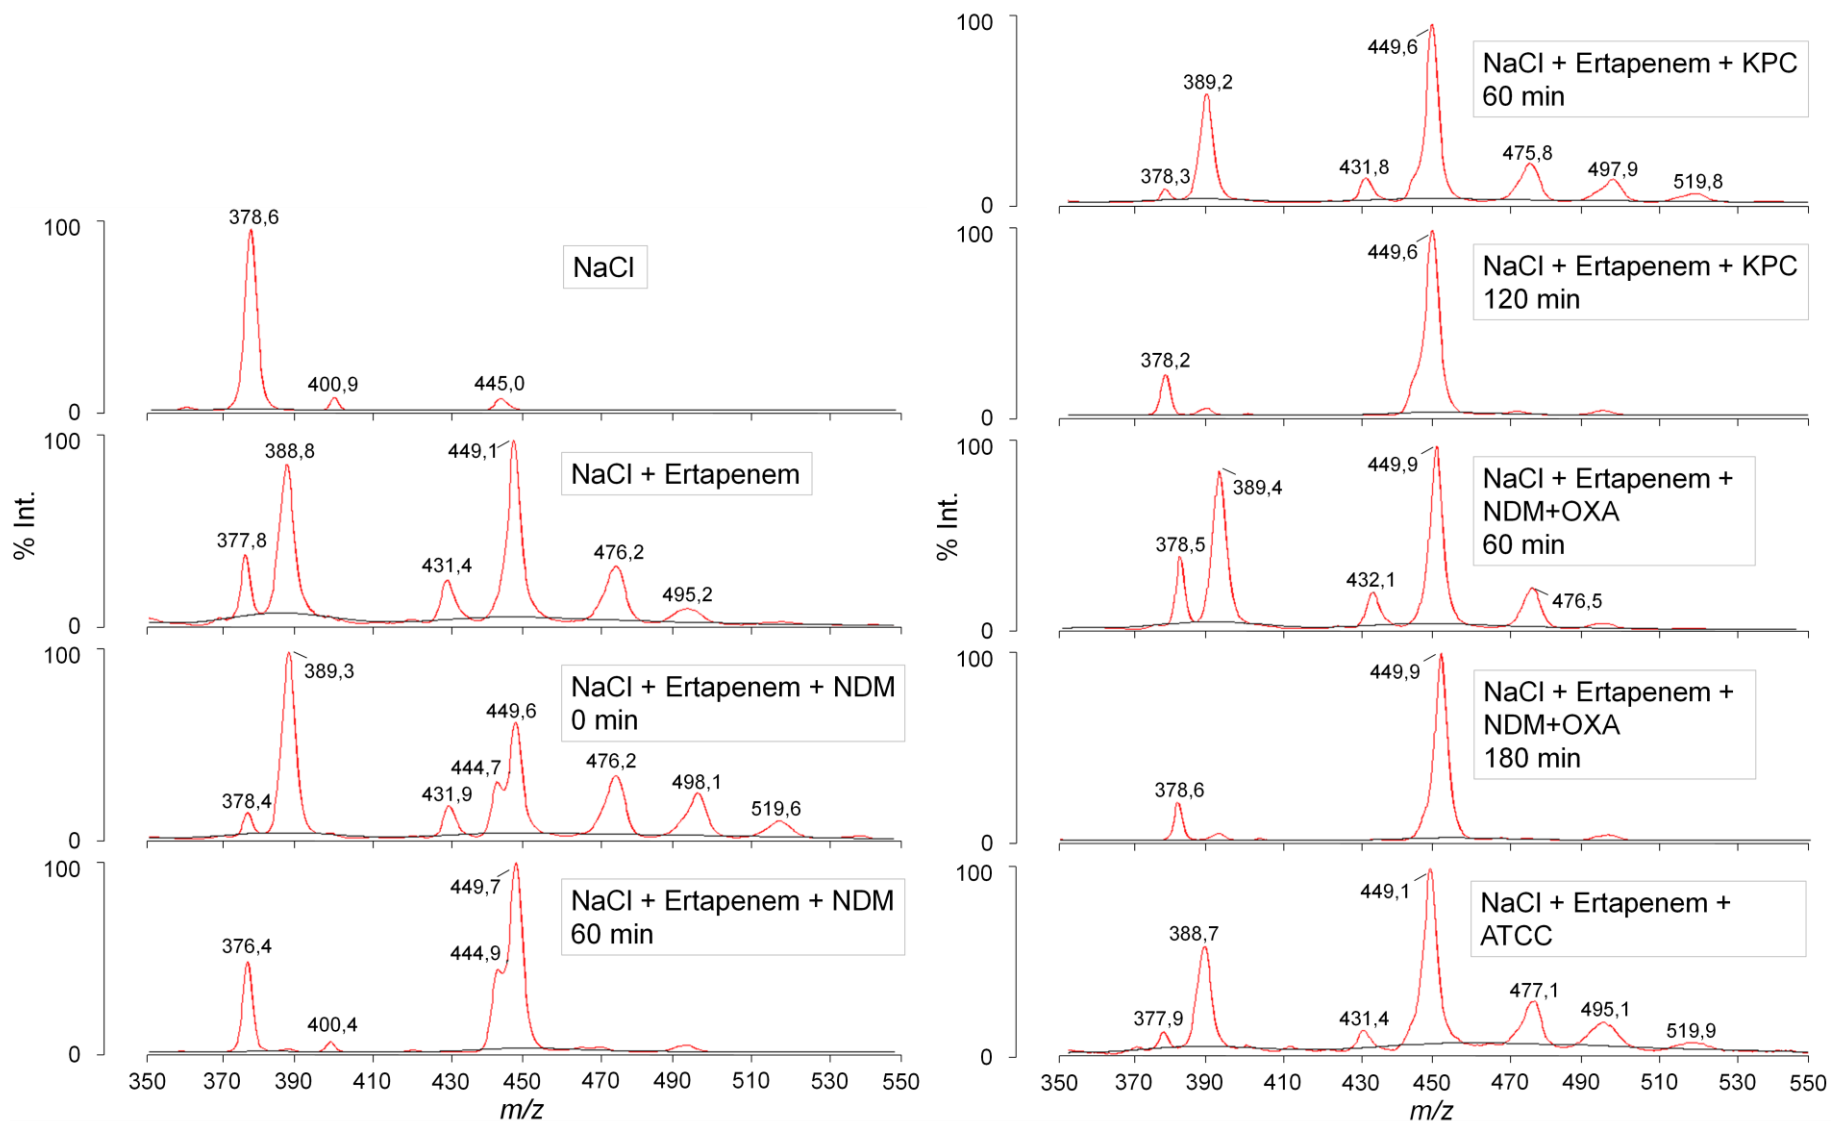 100
378,6
NaCl
400,9
445,0
0
100
388,8
449,1
NaCl + Ertapenem
377,8
431,4
476,2
495,2
0
% Int.
100
389,3
NaCl + Ertapenem + NDM
0 min
449,6
444,7
476,2
378,4
431,9
498,1
519,6
0
100
449,7
NaCl + Ertapenem + NDM
60 min
376,4
444,9
400,4
0
350 370 390 410 430 450 470 490 510 530 550
m/z
100
449,6
NaCl + Ertapenem + KPC
60 min
389,2
378,3
431,8
475,8
497,9
519,8
0
100
449,6
NaCl + Ertapenem + KPC
120 min
378,2
0
100
449,9
NaCl + Ertapenem +
NDM+OXA
60 min
389,4
378,5
432,1
476,5
0
% Int.
100
449,9
NaCl + Ertapenem +
NDM+OXA
180 min
378,6
0
100
449,1
NaCl + Ertapenem +
ATCC
388,7
377,9
431,4
477,1
495,1
519,9
0
350 370 390 410 430 450 470 490 510 530 550
m/z